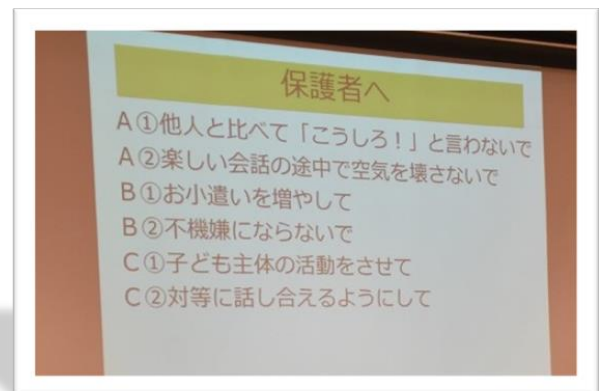 保護者へ
A①他人と比べて「こうしろ！」と言わないで
A②楽しい会話の途中で空気を壊さないで
B①お小遣いを増やして
B②不機嫌にならないで
C①子ども主体の活動をさせて
C②対等に話し合えるようにして